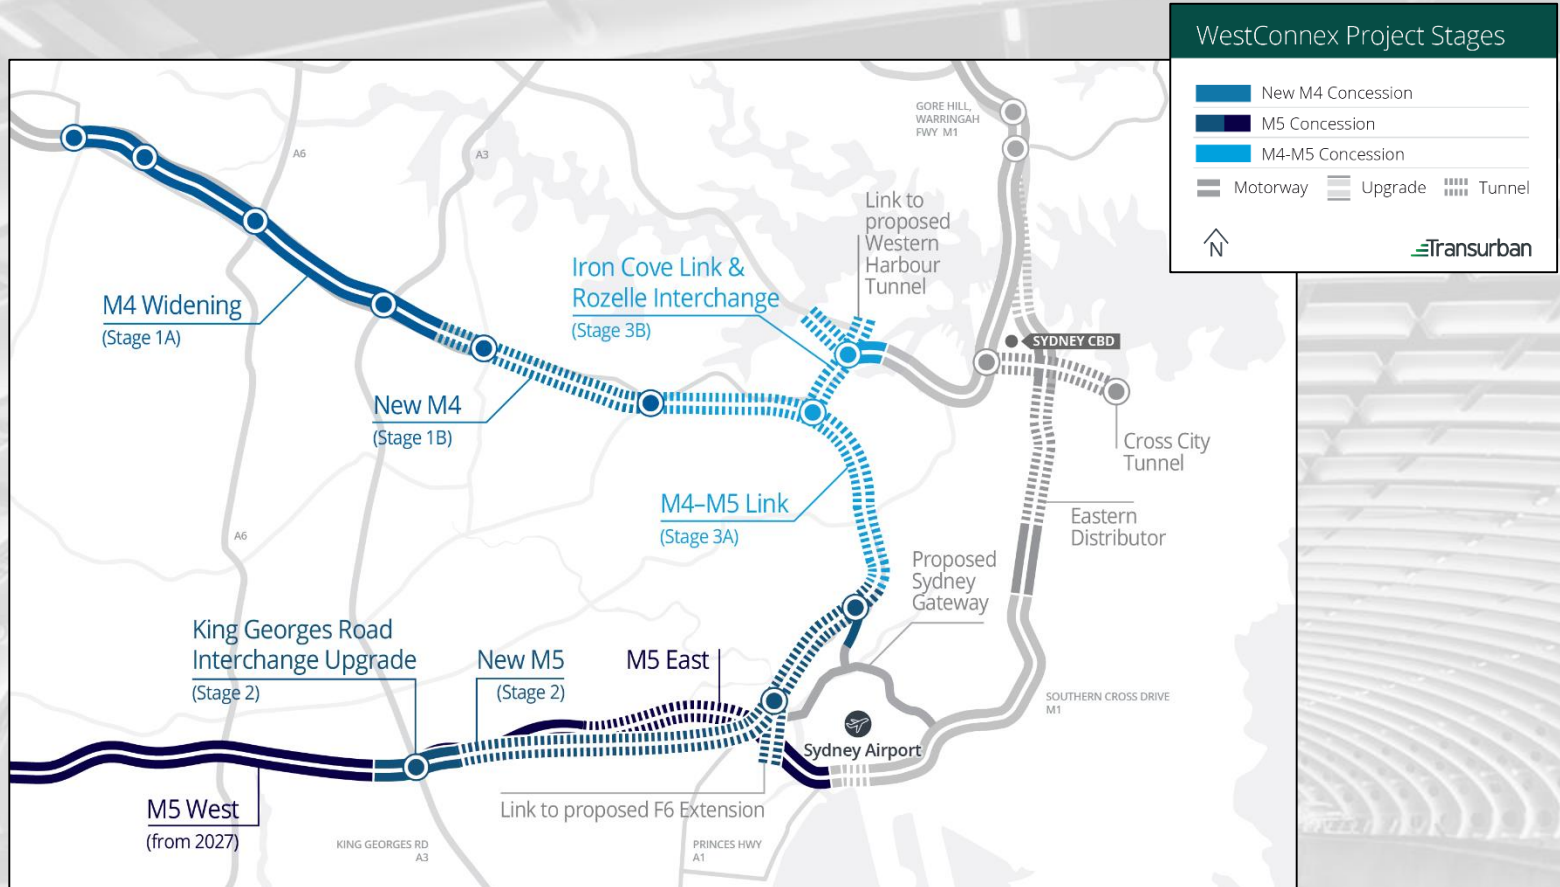 WestConnex Project Stages
New M4 Concession
M5 Concession
M4-M5 Concession
Motorway
Upgrade
Tunnel
N
Transurban
GORE HILL,
WARRINGAH
FWY M1
A6
A3
Link to
proposed
Western
Harbour
Tunnel
Iron Cove Link &
Rozelle Interchange
(Stage 3B)
M4 Widening
(Stage 1A)
SYDNEY CBD
New M4
(Stage 1B)
Cross City
Tunnel
M4–M5 Link
(Stage 3A)
Eastern
Distributor
A6
Proposed
Sydney
Gateway
King Georges Road
Interchange Upgrade
(Stage 2)
New M5
(Stage 2)
M5 East
SOUTHERN CROSS DRIVE
M1
Sydney Airport
M5 West
(from 2027)
Link to proposed F6 Extension
KING GEORGES RD
A3
PRINCES HWY
A1